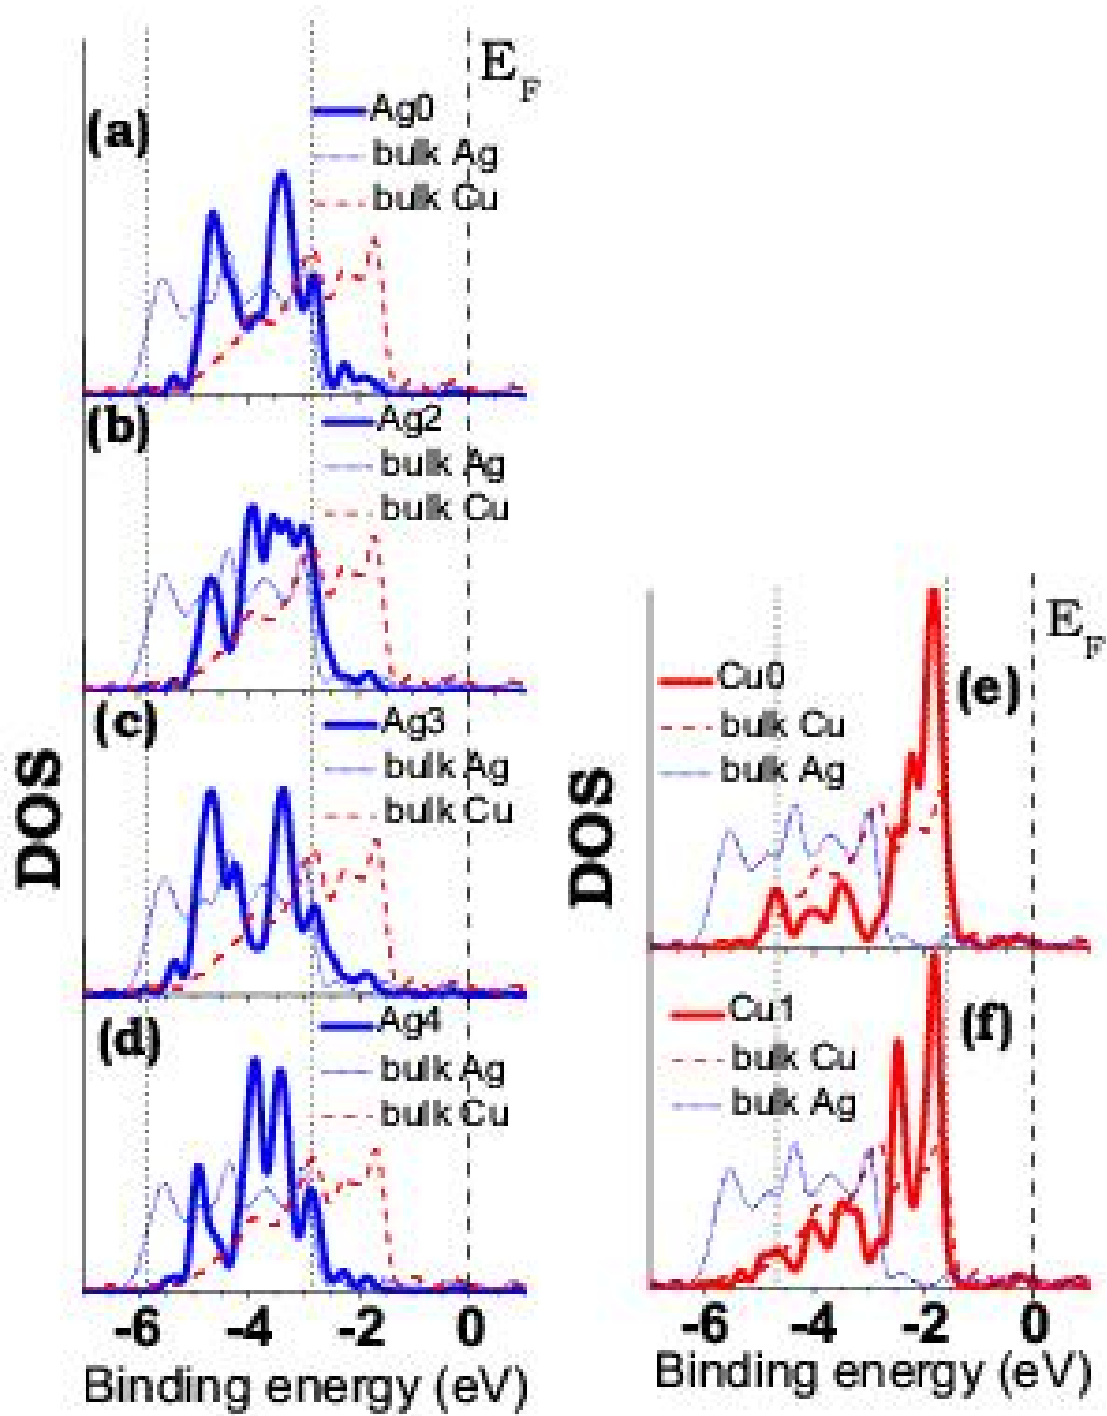 E_F
(a)
Ag0
bulk Ag
bulk Cu
(b)
Ag2
bulk Ag
bulk Cu
(c)
Ag3
bulk Ag
bulk Cu
(d)
Ag4
bulk Ag
bulk Cu
DOS
-6 -4 -2 0
Binding energy (eV)
E_F
(e)
Cu0
bulk Cu
bulk Ag
(f)
Cu1
bulk Cu
bulk Ag
DOS
-6 -4 -2 0
Binding energy (eV)